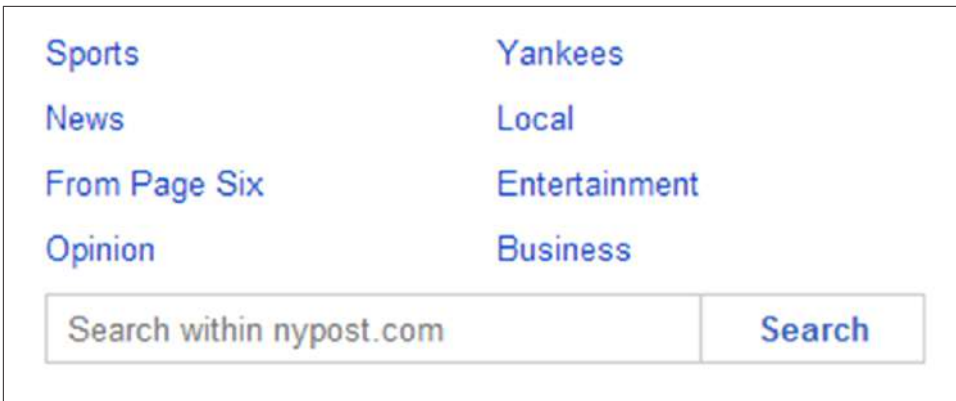 Sports Yankees
News Local
From Page Six Entertainment
Opinion Business
Search within nypost.com Search